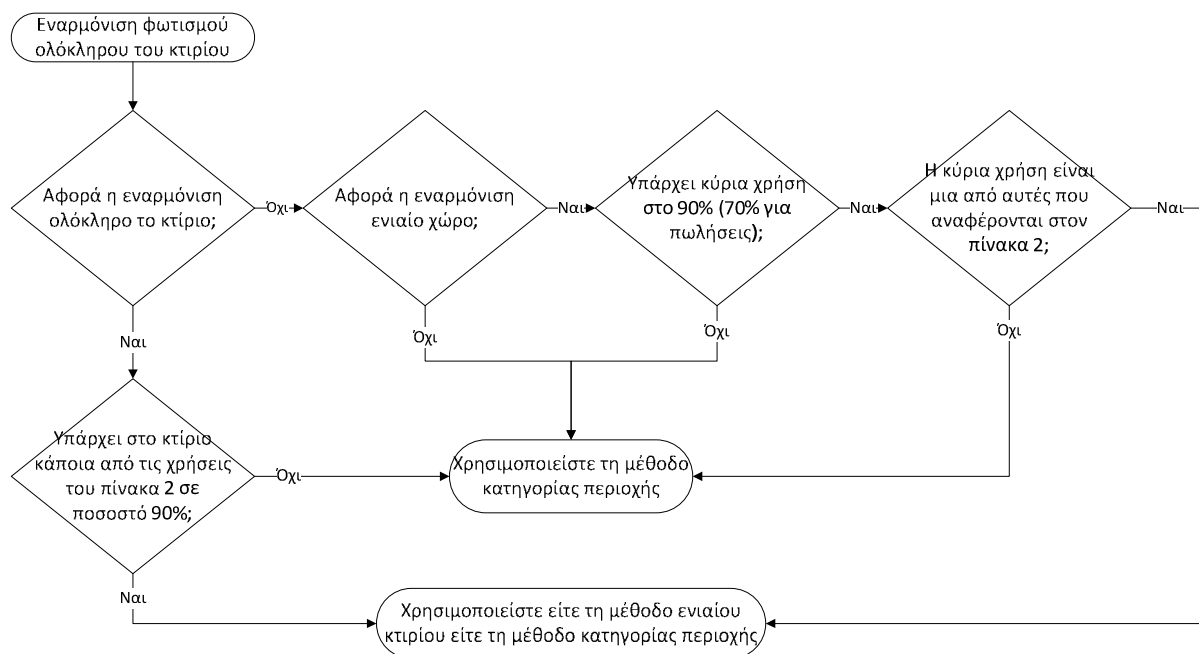 Εναρμόνιση φωτισμού
ολόκληρου του κτιρίου
Αφορά η εναρμόνιση
ολόκληρο το κτίριο;
Όχι
Αφορά η εναρμόνιση
ενιαίο χώρο;
Ναι
Υπάρχει κύρια χρήση
στο 90% (70% για
πωλήσεις);
Ναι
Η κύρια χρήση είναι
μια από αυτές που
αναφέρονται στον
πίνακα 2;
Ναι
Ναι
Όχι
Όχι
Όχι
Υπάρχει στο κτίριο
κάποια από τις χρήσεις
του πίνακα 2 σε
ποσοστό 90%;
Όχι
Χρησιμοποιείστε τη μέθοδο
κατηγορίας περιοχής
Ναι
Χρησιμοποιείστε είτε τη μέθοδο ενιαίου
κτιρίου είτε τη μέθοδο κατηγορίας περιοχής